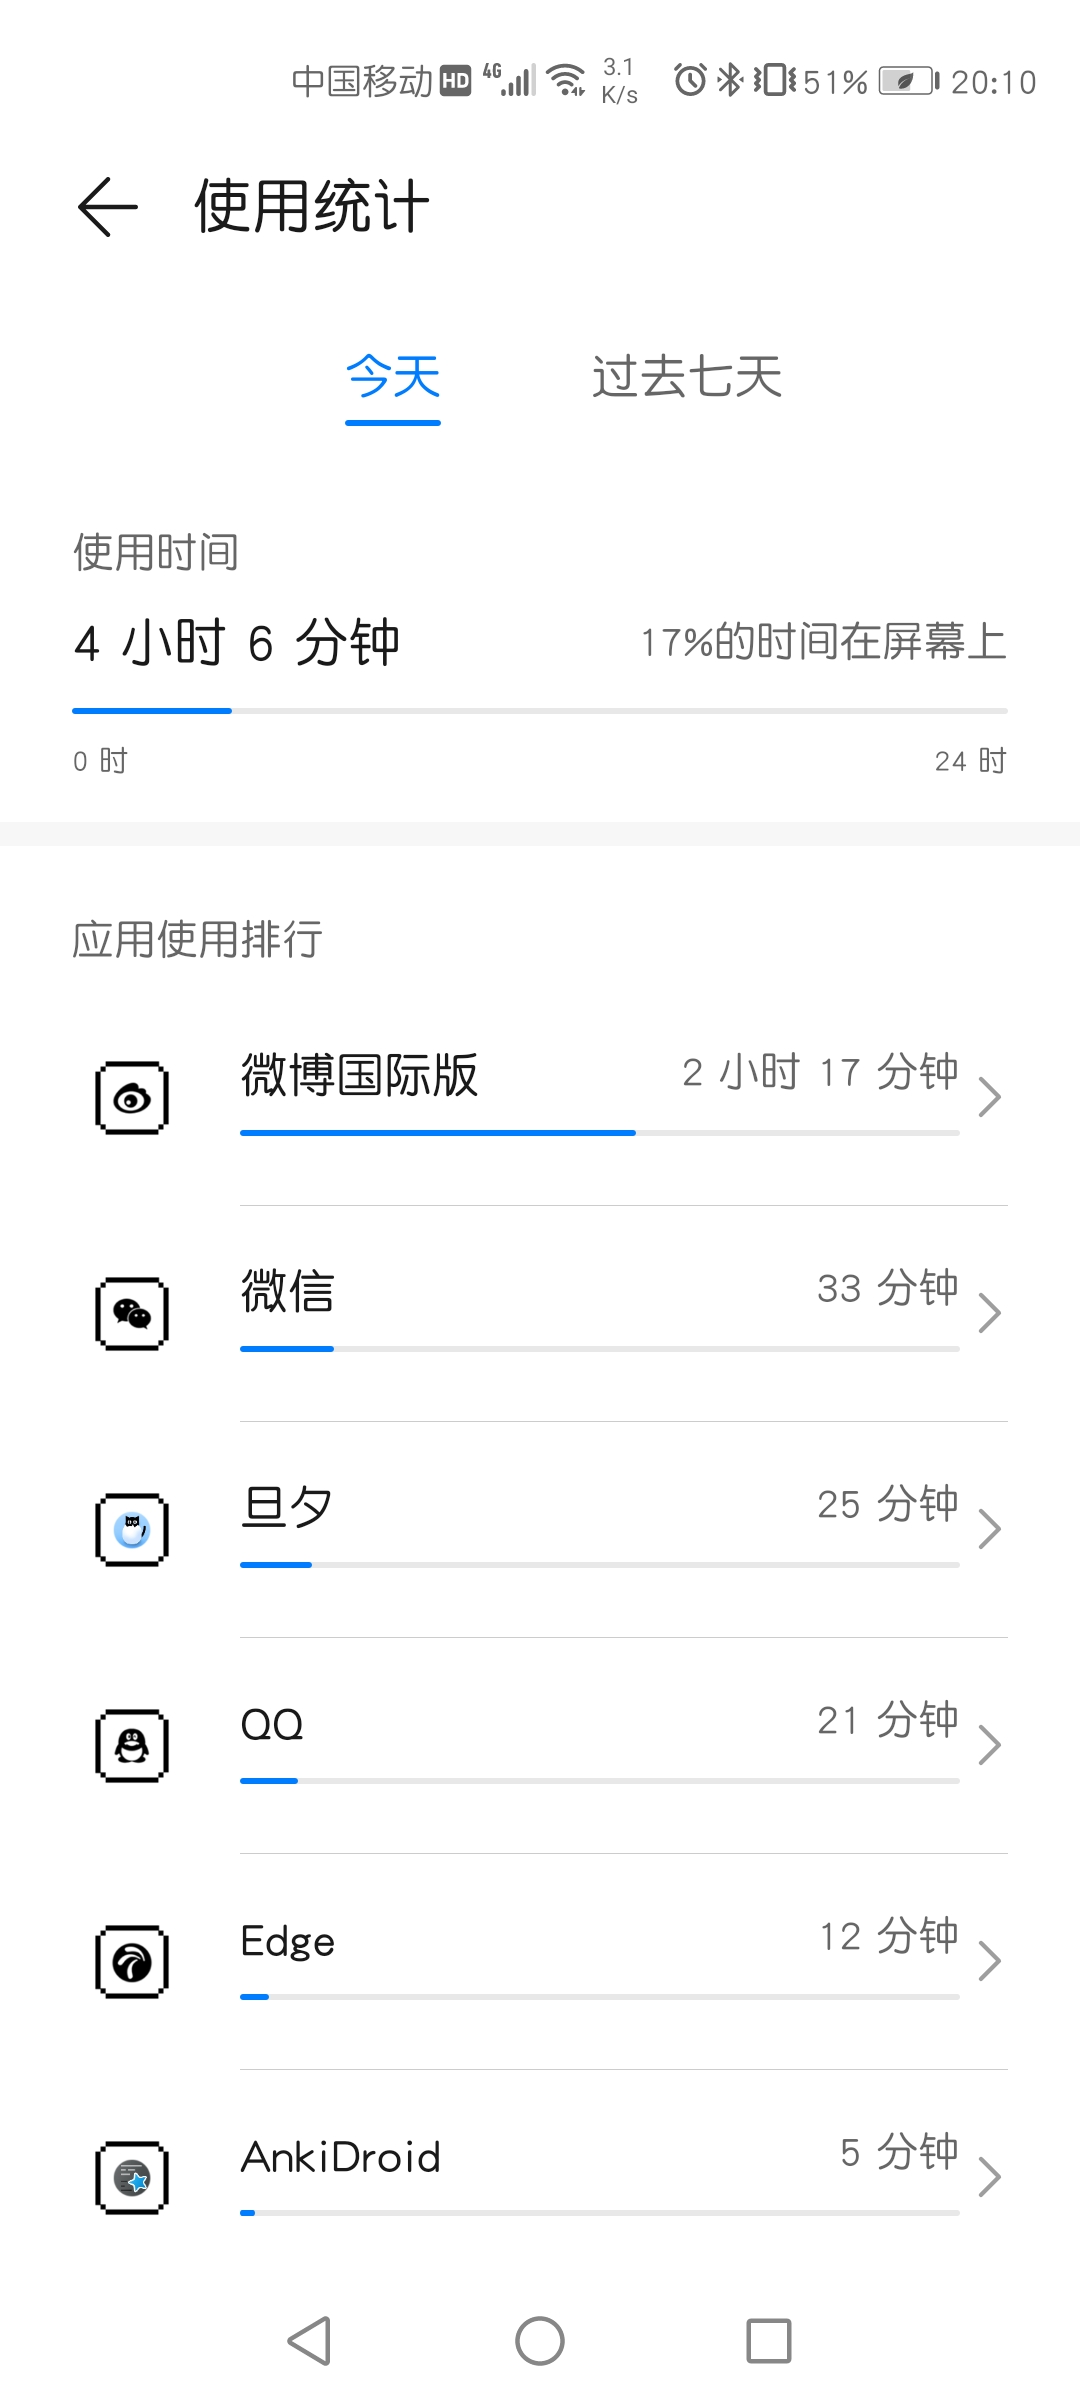 中国移动 HD 4G 3.1 K/s 51% 20:10
使用统计
今天 过去七天
使用时间
4 小时 6 分钟 17%的时间在屏幕上
0 时 24 时
应用使用排行
微博国际版 2 小时 17 分钟
微信 33 分钟
旦夕 25 分钟
QQ 21 分钟
Edge 12 分钟
AnkiDroid 5 分钟